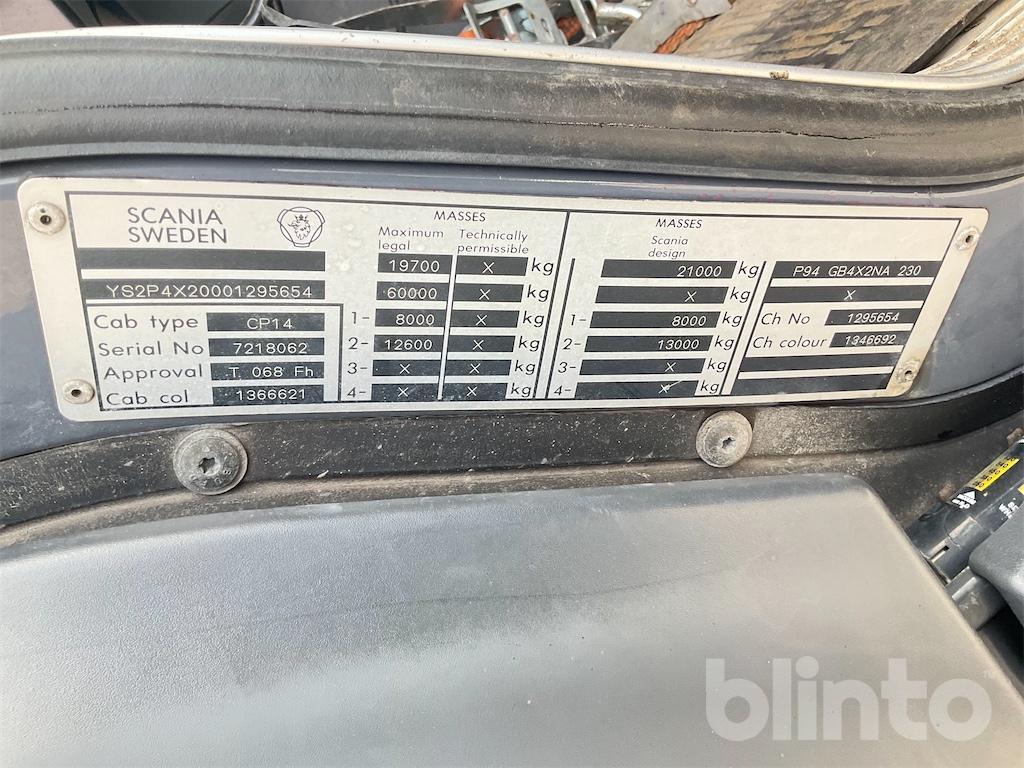 SCANIA SWEDEN
YS2P4X20001295654
Cab type CP14
Serial No 7218062
Approval T 068 Fh
Cab col 1366621
MASSES
Maximum legal Technically permissible
19700 X kg
60000 X kg
1- 8000 X kg
2- 12600 X kg
3- X X kg
4- X X kg
MASSES
Scania design
21000 kg
X kg
1- 8000 kg
2- 13000 kg
3- X kg
4- X kg
P94 GB4X2NA 230
X
Ch No 1295654
Ch colour 1346692
blinto™